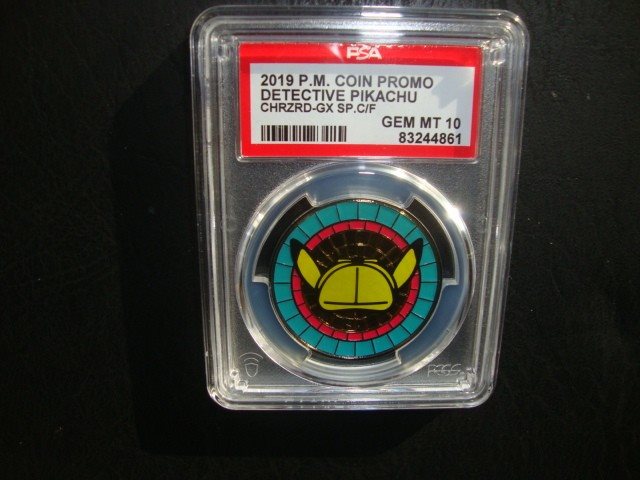 PSA
2019 P.M. COIN PROMO
DETECTIVE PIKACHU
CHRZRD-GX SP.C/F
GEM MT 10
83244861